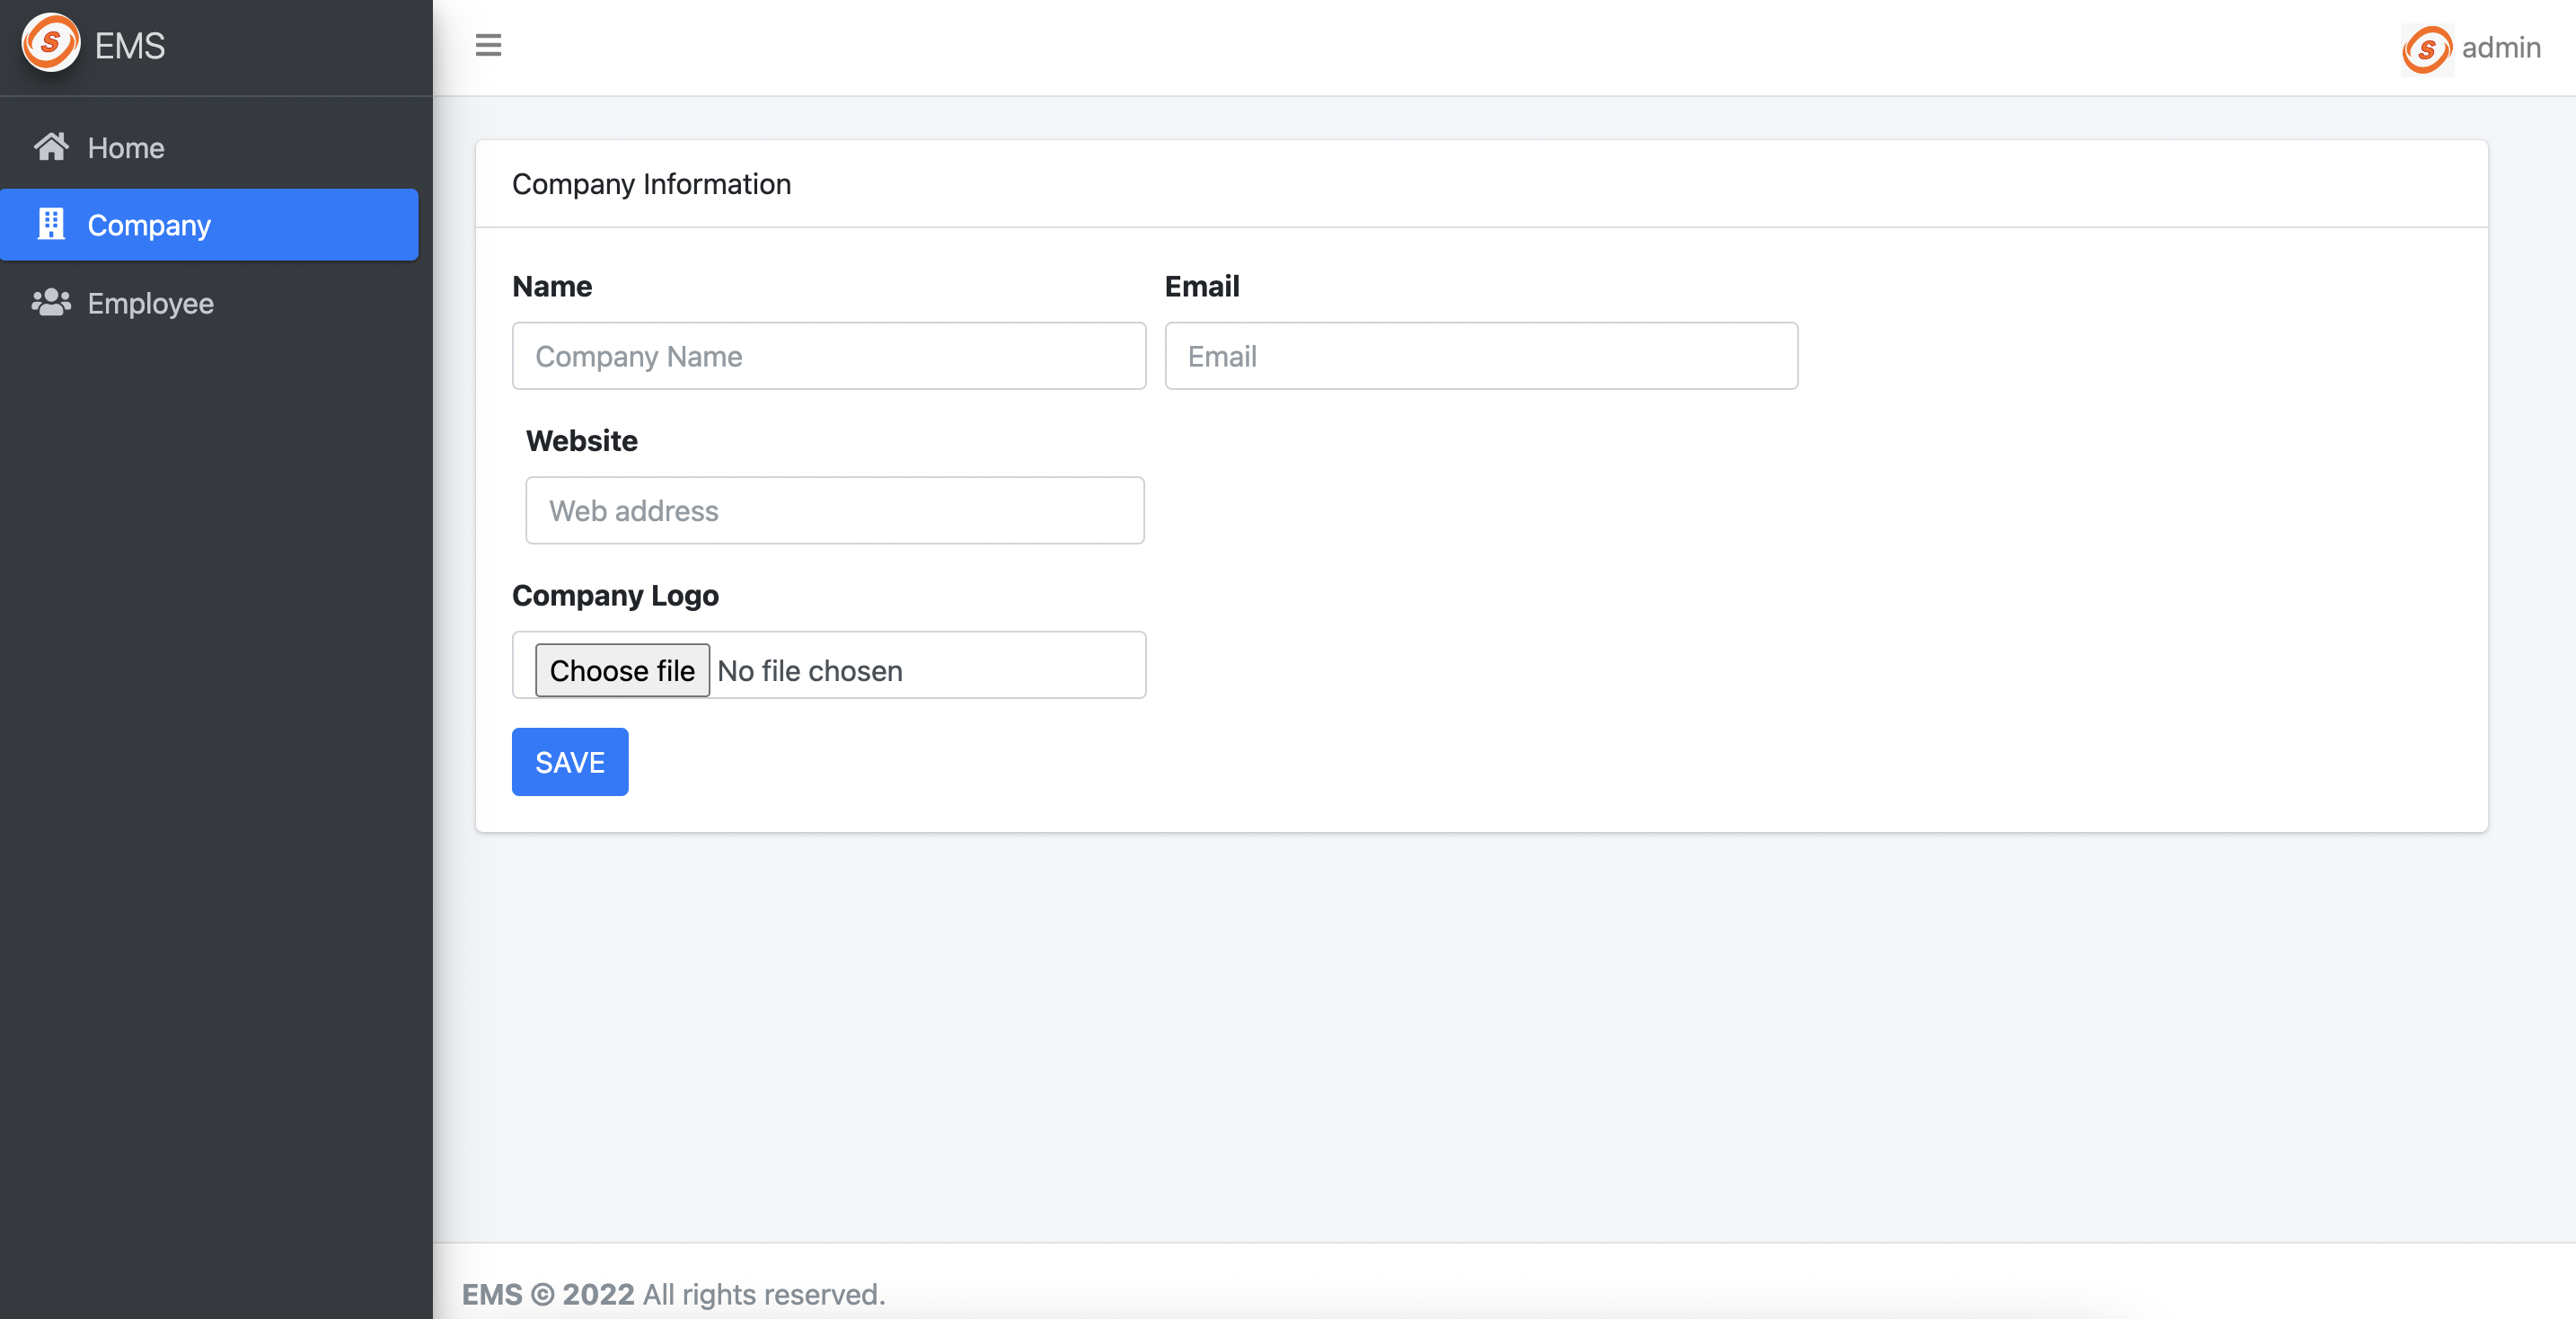 EMS
admin
Home
Company
Employee
Company Information
Name Email
Company Name Email
Website
Web address
Company Logo
Choose file No file chosen
SAVE
EMS © 2022 All rights reserved.